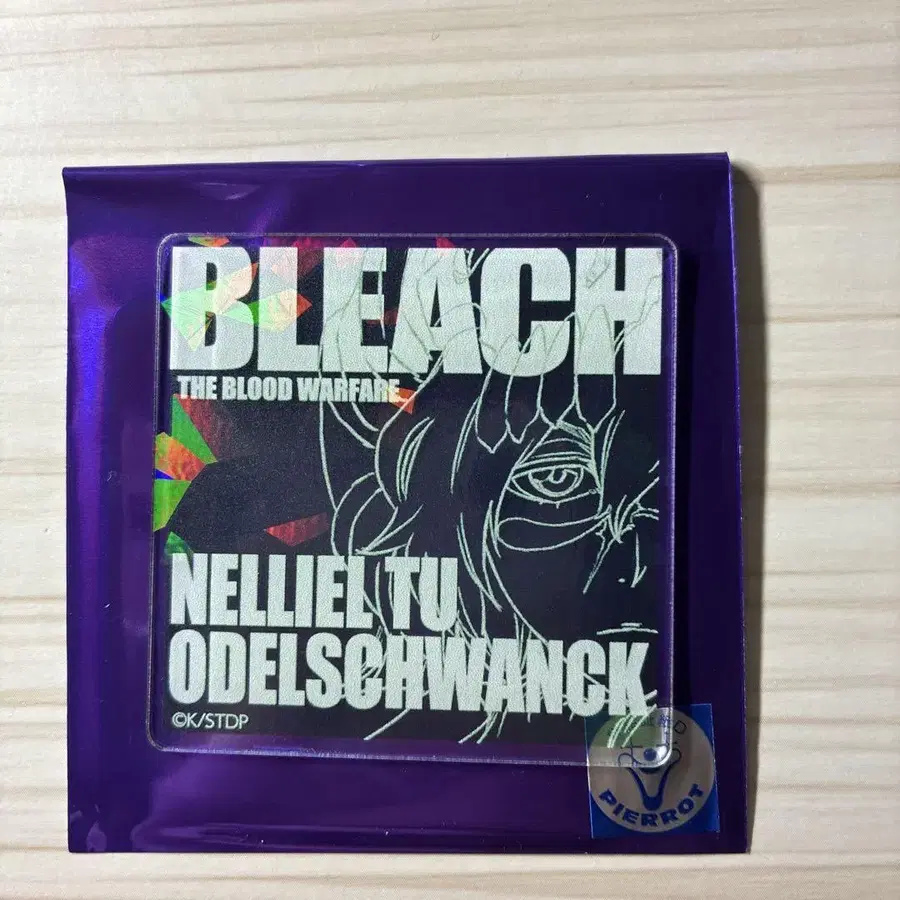 BLEACH
THE BLOOD WARFARE
NELLIEL TU
ODELSCHWANCK
©K/STDP
PIERROT